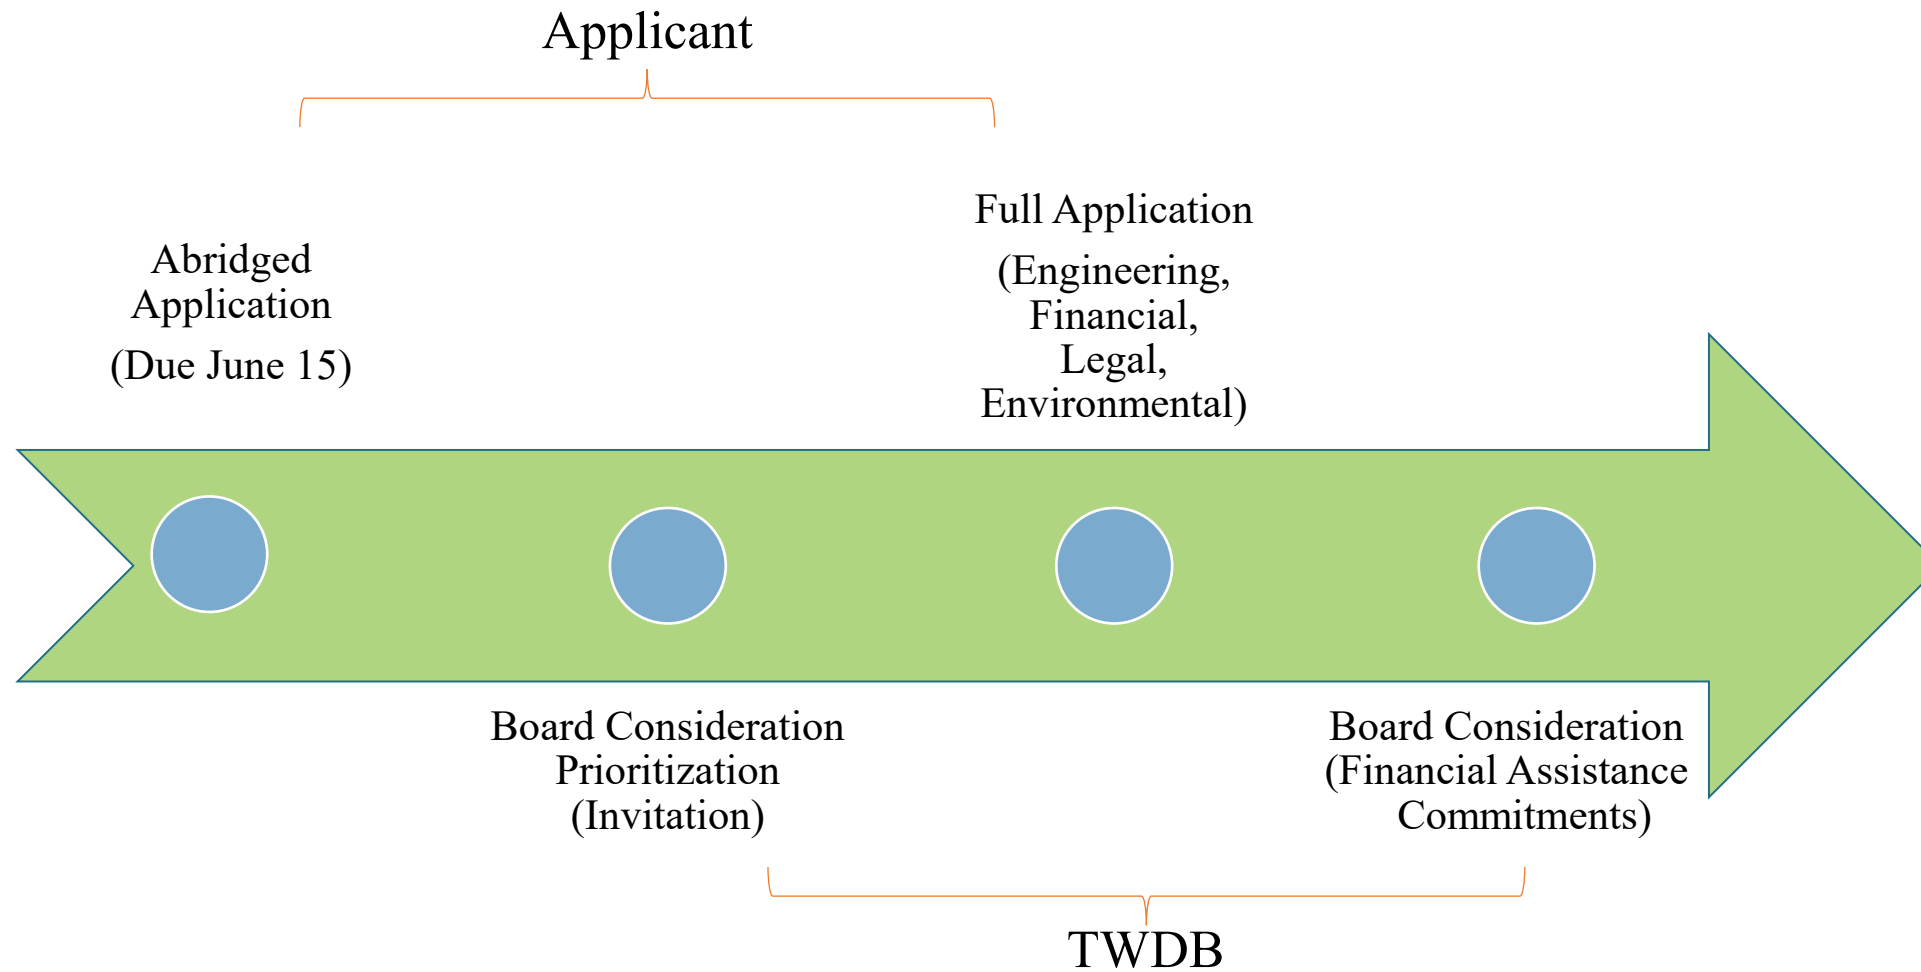 Applicant
Abridged
Application
(Due June 15)
Full Application
(Engineering,
Financial,
Legal,
Environmental)
Board Consideration
Prioritization
(Invitation)
Board Consideration
(Financial Assistance
Commitments)
TWDB